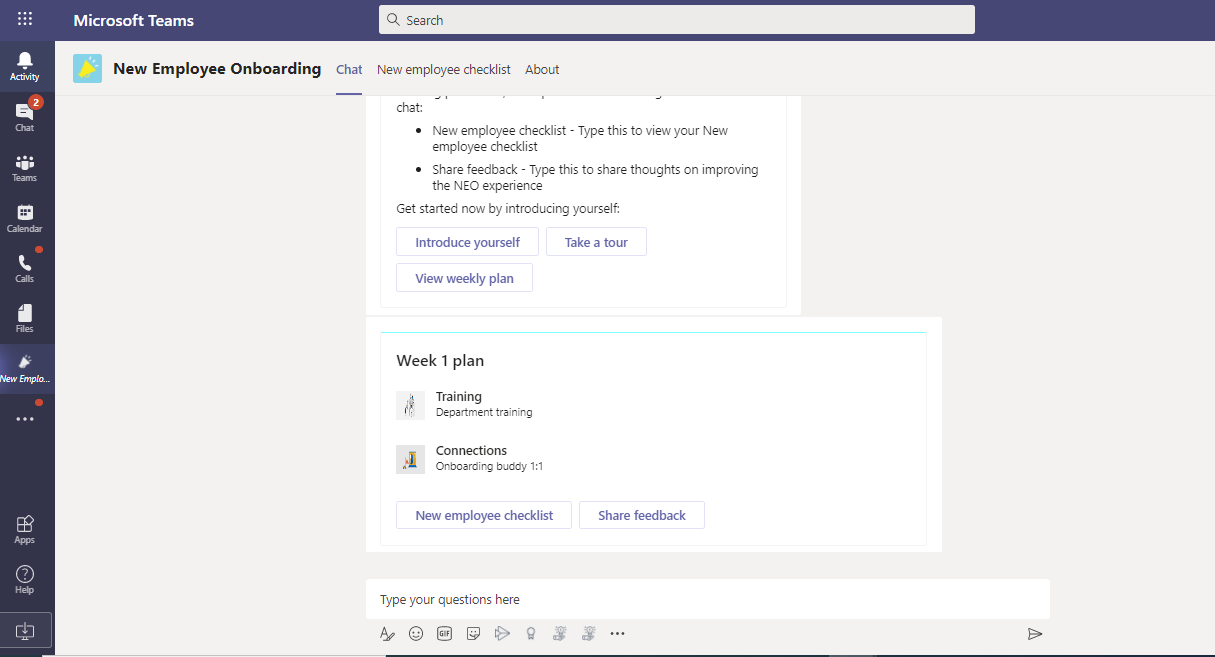 Microsoft Teams
Search
Activity
2
Chat
Teams
Calendar
Calls
Files
New Emplo...
Apps
Help
New Employee Onboarding
Chat
New employee checklist
About
chat:
New employee checklist - Type this to view your New
employee checklist
Share feedback - Type this to share thoughts on improving
the NEO experience
Get started now by introducing yourself:
Introduce yourself
Take a tour
View weekly plan
Week 1 plan
Training
Department training
Connections
Onboarding buddy 1:1
New employee checklist
Share feedback
Type your questions here
GIF